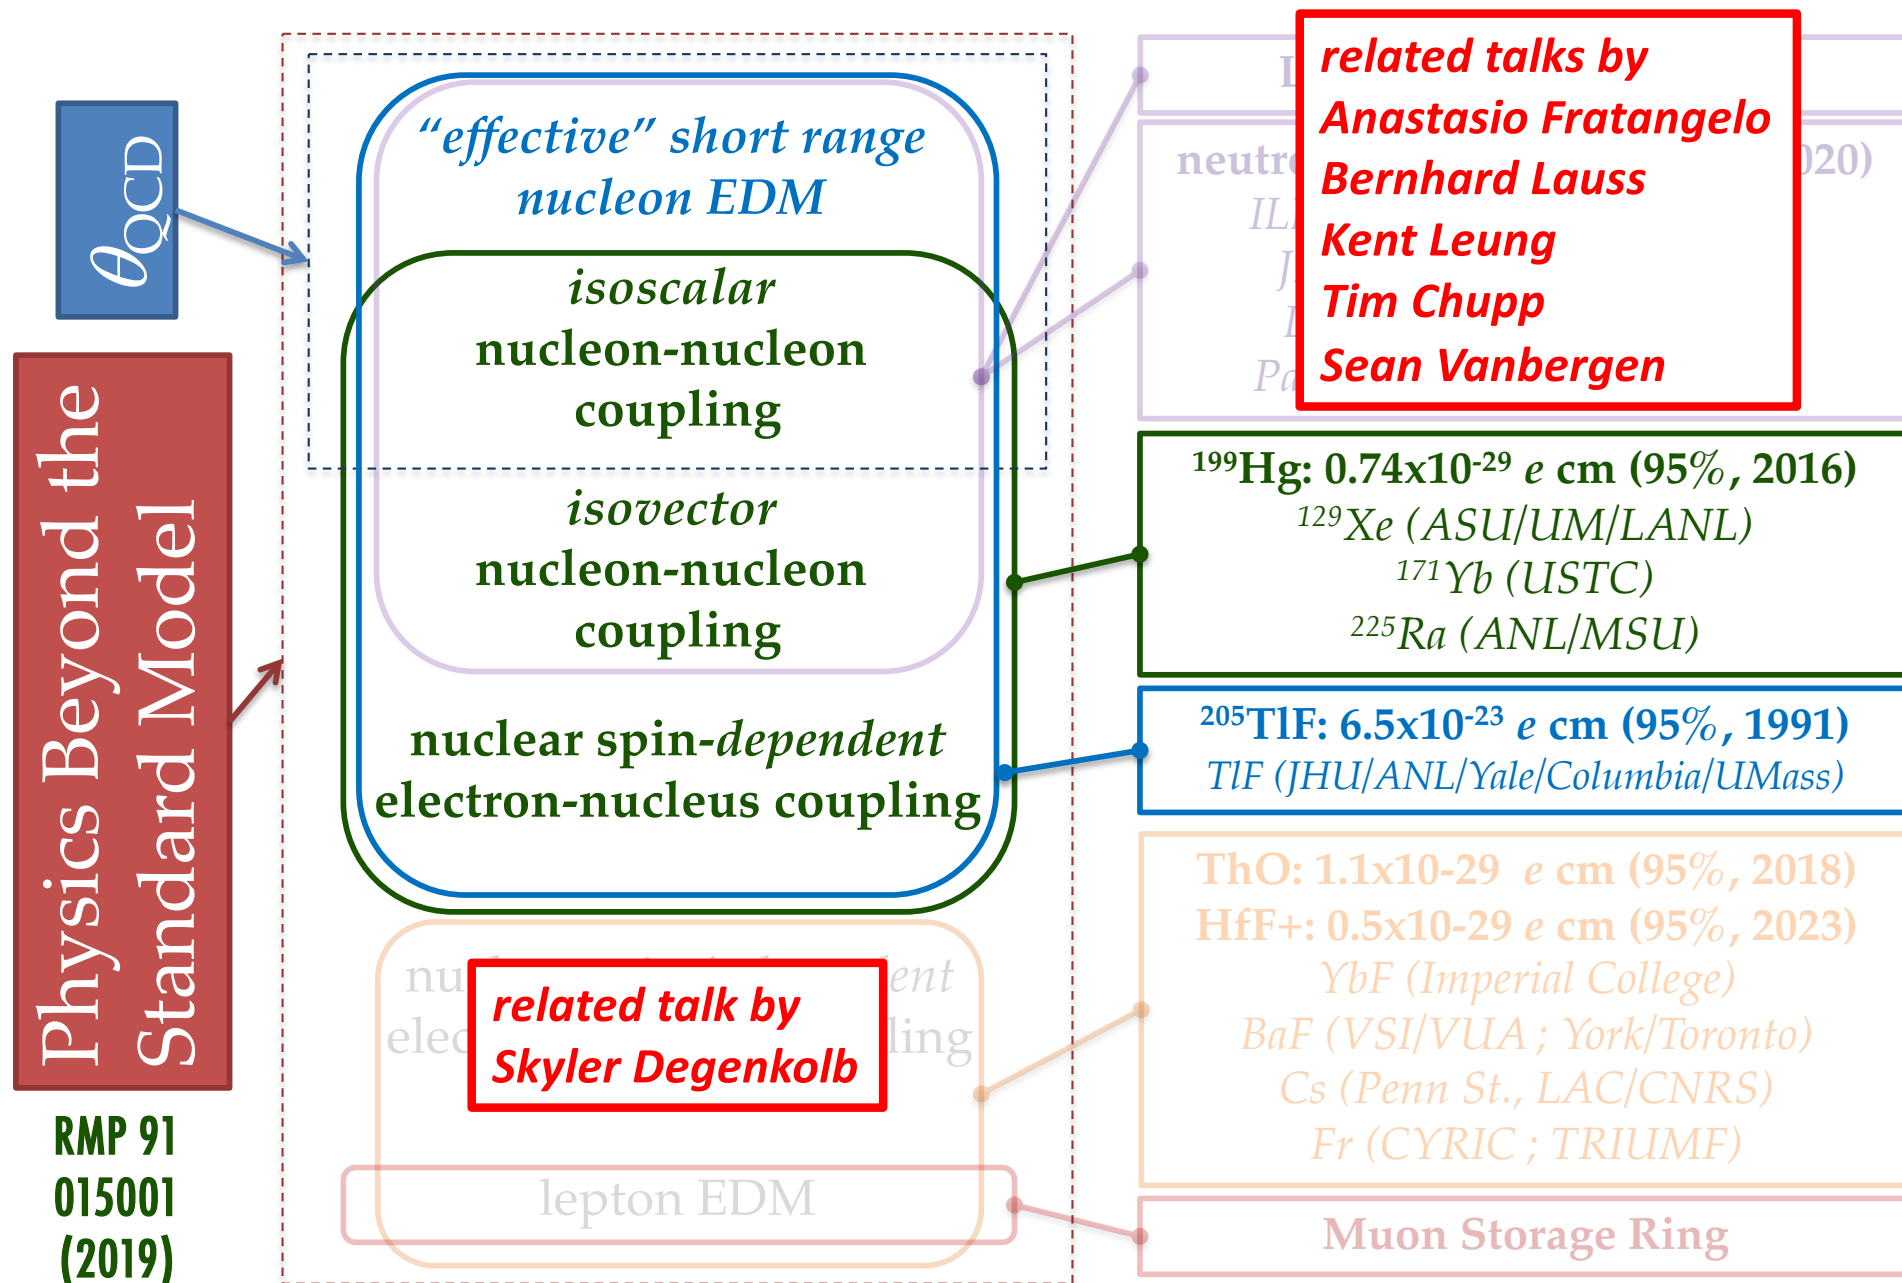 θ̃QCD
Physics Beyond the
Standard Model
RMP 91
015001
(2019)
“effective” short range
nucleon EDM
isoscalar
nucleon-nucleon
coupling
isovector
nucleon-nucleon
coupling
nuclear spin-dependent
electron-nucleus coupling
related talk by
Skyler Degenkolb
lepton EDM
related talks by
Anastasio Fratangelo
Bernhard Lauss
Kent Leung
Tim Chupp
Sean Vanbergen
199Hg: 0.74x10-29 e cm (95%, 2016)
129Xe (ASU/UM/LANL)
171Yb (USTC)
225Ra (ANL/MSU)
205TlF: 6.5x10-23 e cm (95%, 1991)
TlF (JHU/ANL/Yale/Columbia/UMass)
ThO: 1.1x10-29 e cm (95%, 2018)
HfF+: 0.5x10-29 e cm (95%, 2023)
YbF (Imperial College)
BaF (VSI/VUA ; York/Toronto)
Cs (Penn St., LAC/CNRS)
Fr (CYRIC ; TRIUMF)
Muon Storage Ring